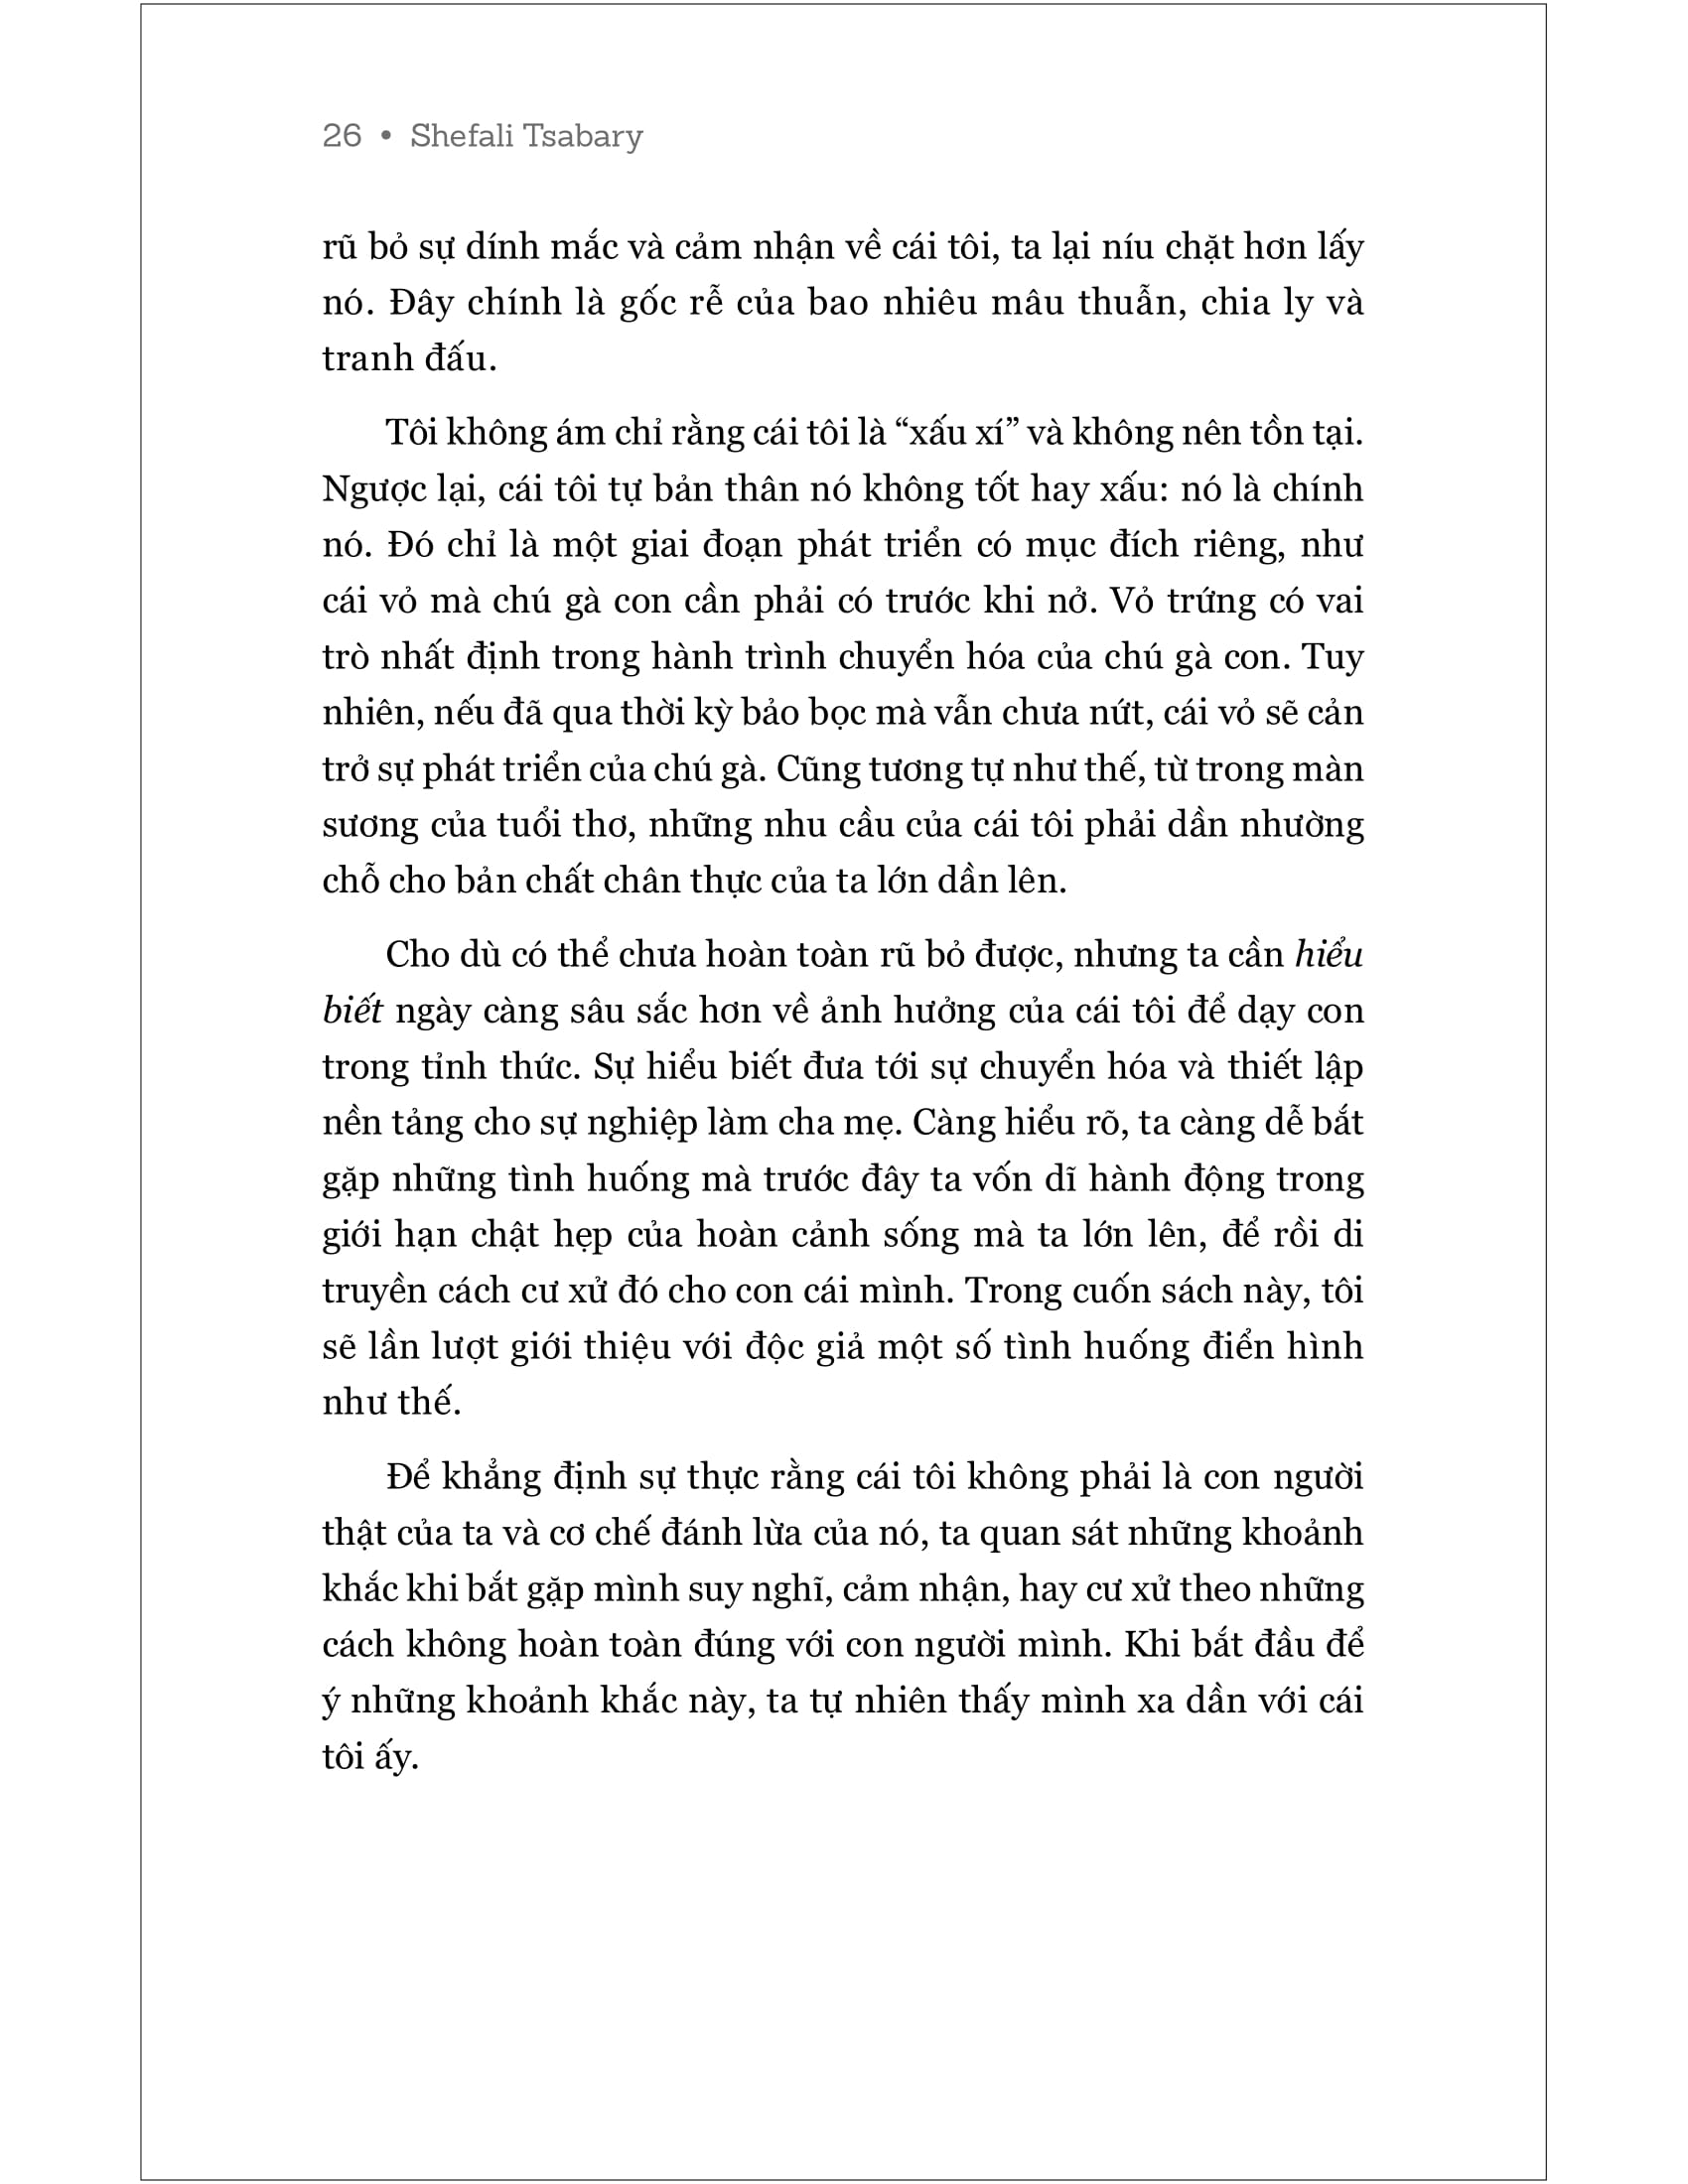 26 • Shefali Tsabary
rũ bỏ sự dính mắc và cảm nhận về cái tôi, ta lại níu chặt hơn lấy
nó. Đây chính là gốc rễ của bao nhiêu mâu thuẫn, chia ly và
tranh đấu.
Tôi không ám chỉ rằng cái tôi là “xấu xí” và không nên tồn tại.
Ngược lại, cái tôi tự bản thân nó không tốt hay xấu: nó là chính
nó. Đó chỉ là một giai đoạn phát triển có mục đích riêng, như
cái vỏ mà chú gà con cần phải có trước khi nở. Vỏ trứng có vai
trò nhất định trong hành trình chuyển hóa của chú gà con. Tuy
nhiên, nếu đã qua thời kỳ bảo bọc mà vẫn chưa nứt, cái vỏ sẽ cản
trở sự phát triển của chú gà. Cũng tương tự như thế, từ trong màn
sương của tuổi thơ, những nhu cầu của cái tôi phải dần nhường
chỗ cho bản chất chân thực của ta lớn dần lên.
Cho dù có thể chưa hoàn toàn rũ bỏ được, nhưng ta cần hiểu
biết ngày càng sâu sắc hơn về ảnh hưởng của cái tôi để dạy con
trong tỉnh thức. Sự hiểu biết đưa tới sự chuyển hóa và thiết lập
nền tảng cho sự nghiệp làm cha mẹ. Càng hiểu rõ, ta càng dễ bắt
gặp những tình huống mà trước đây ta vốn dĩ hành động trong
giới hạn chật hẹp của hoàn cảnh sống mà ta lớn lên, để rồi di
truyền cách cư xử đó cho con cái mình. Trong cuốn sách này, tôi
sẽ lần lượt giới thiệu với độc giả một số tình huống điển hình
như thế.
Để khẳng định sự thực rằng cái tôi không phải là con người
thật của ta và cơ chế đánh lừa của nó, ta quan sát những khoảnh
khắc khi bắt gặp mình suy nghĩ, cảm nhận, hay cư xử theo những
cách không hoàn toàn đúng với con người mình. Khi bắt đầu để
ý những khoảnh khắc này, ta tự nhiên thấy mình xa dần với cái
tôi ấy.